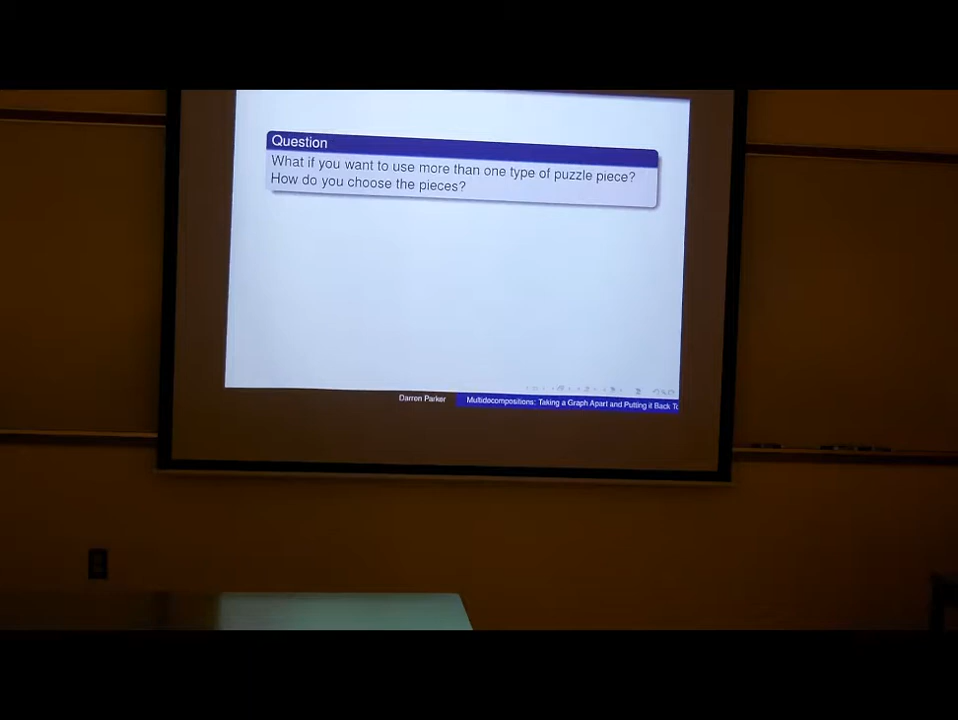 Question
What if you want to use more than one type of puzzle piece?
How do you choose the pieces?
Darren Parker
Multidecompositions: Taking a Graph Apart and Putting it Back To